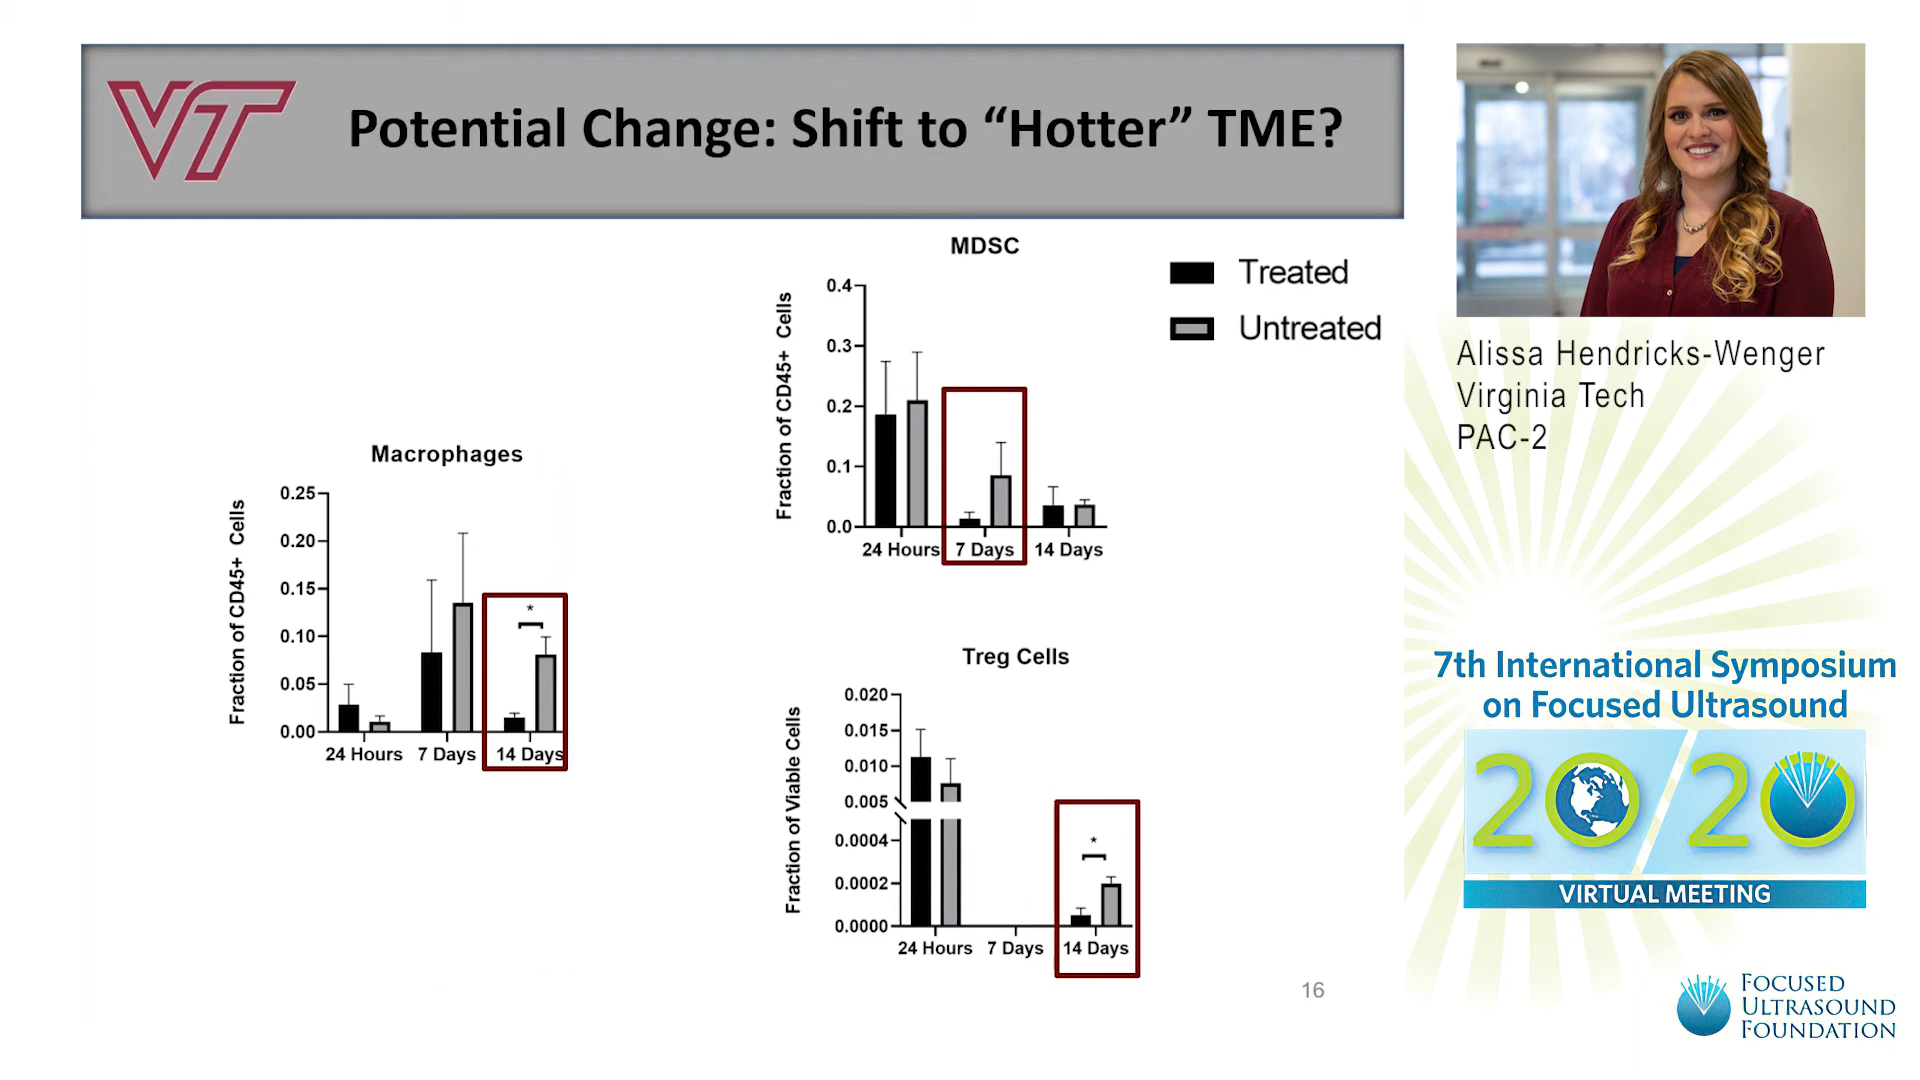 VT
Potential Change: Shift to “Hotter” TME?
Macrophages
Fraction of CD45+ Cells
0.25
0.20
0.15
0.10
0.05
0.00
*
24 Hours 7 Days 14 Days
MDSC
Fraction of CD45+ Cells
0.4
0.3
0.2
0.1
0.0
24 Hours 7 Days 14 Days
Treated
Untreated
Treg Cells
Fraction of Viable Cells
0.020
0.015
0.010
0.005
0.0004
0.0002
0.0000
*
24 Hours 7 Days 14 Days
16
Alissa Hendricks-Wenger
Virginia Tech
PAC-2
7th International Symposium
on Focused Ultrasound
20/20
VIRTUAL MEETING
FOCUSED
ULTRASOUND
FOUNDATION